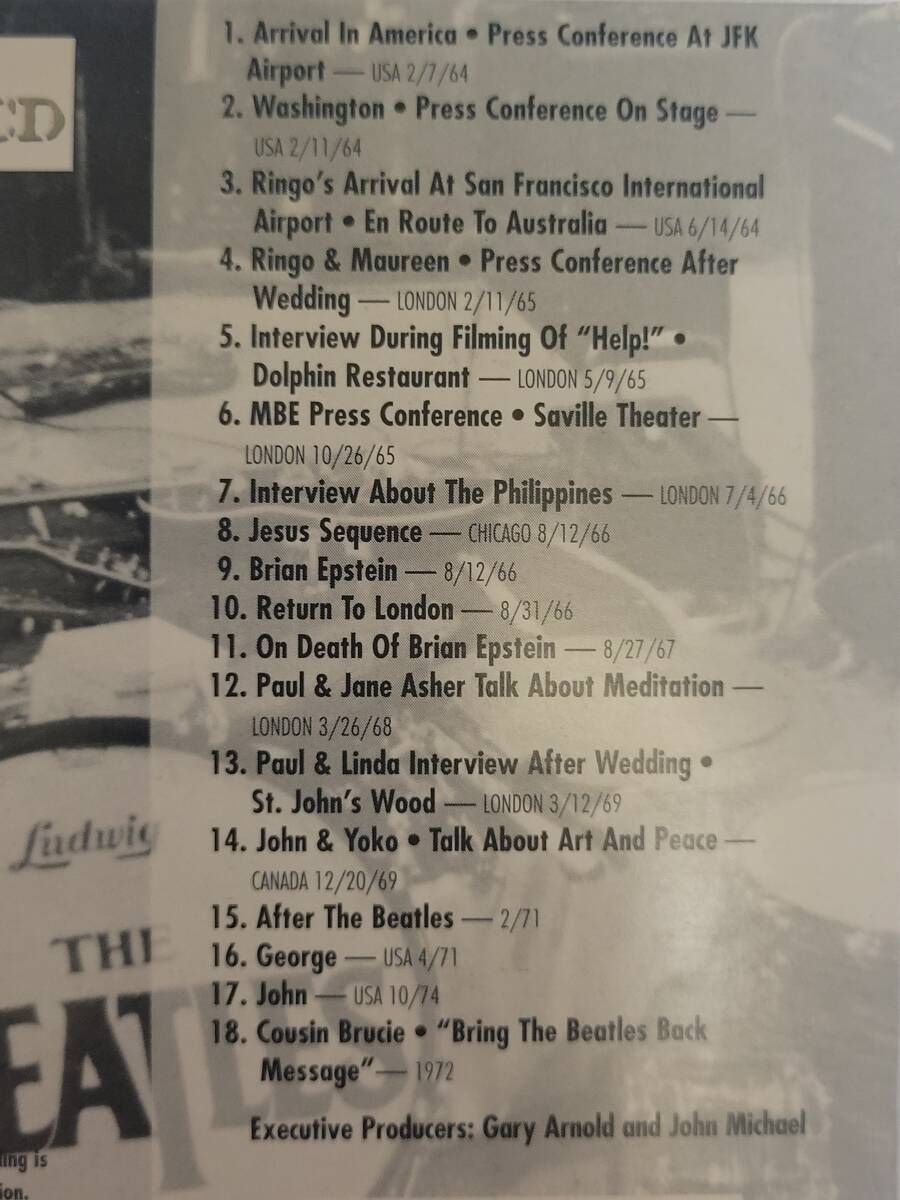 CD
1. Arrival In America • Press Conference At JFK
Airport — USA 2/7/64
2. Washington • Press Conference On Stage —
USA 2/11/64
3. Ringo's Arrival At San Francisco International
Airport • En Route To Australia — USA 6/14/64
4. Ringo & Maureen • Press Conference After
Wedding — LONDON 2/11/65
5. Interview During Filming Of "Help!" •
Dolphin Restaurant — LONDON 5/9/65
6. MBE Press Conference • Saville Theater —
LONDON 10/26/65
7. Interview About The Philippines — LONDON 7/4/66
8. Jesus Sequence — CHICAGO 8/12/66
9. Brian Epstein — 8/12/66
10. Return To London — 8/31/66
11. On Death Of Brian Epstein — 8/27/67
12. Paul & Jane Asher Talk About Meditation —
LONDON 3/26/68
13. Paul & Linda Interview After Wedding •
St. John's Wood — LONDON 3/12/69
14. John & Yoko • Talk About Art And Peace —
CANADA 12/20/69
15. After The Beatles — 2/71
16. George — USA 4/71
17. John — USA 10/74
18. Cousin Brucie • "Bring The Beatles Back
Message" — 1972
Executive Producers: Gary Arnold and John Michael
Ludwig
THE
EATLES
ing is
ion.